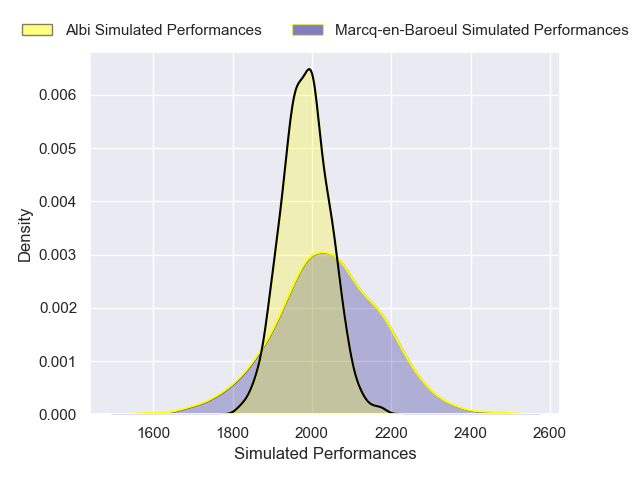 Albi Simulated Performances
Marcq-en-Baroeul Simulated Performances
0.006
0.005
0.004
0.003
0.002
0.001
0.000
Density
1600 1800 2000 2200 2400 2600
Simulated Performances